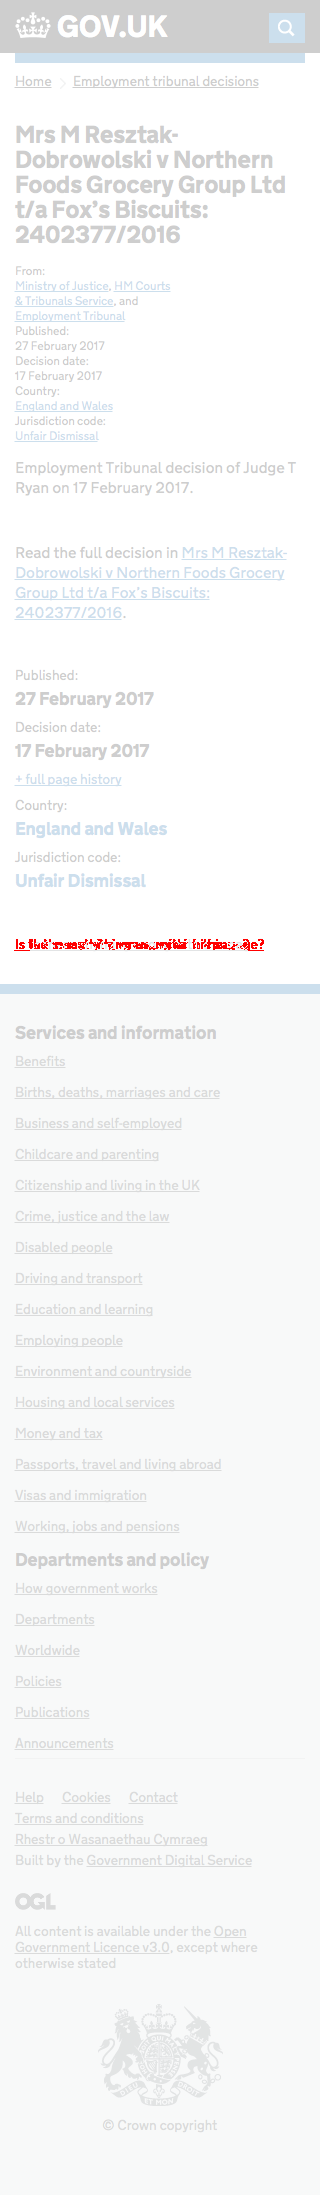 GOV.UK
Home Employment tribunal decisions
Mrs M Resztak-
Dobrowolski v Northern
Foods Grocery Group Ltd
t/a Fox’s Biscuits:
2402377/2016
From:
Ministry of Justice, HM Courts
& Tribunals Service, and
Employment Tribunal
Published:
27 February 2017
Decision date:
17 February 2017
Country:
England and Wales
Jurisdiction code:
Unfair Dismissal
Employment Tribunal decision of Judge T
Ryan on 17 February 2017.
Read the full decision in Mrs M Resztak-
Dobrowolski v Northern Foods Grocery
Group Ltd t/a Fox's Biscuits:
2402377/2016.
Published:
27 February 2017
Decision date:
17 February 2017
+ full page history
Country:
England and Wales
Jurisdiction code:
Unfair Dismissal
Is
Services and information
Benefits
Births, deaths, marriages and care
Business and self-employed
Childcare and parenting
Citizenship and living in the UK
Crime, justice and the law
Disabled people
Driving and transport
Education and learning
Employing people
Environment and countryside
Housing and local services
Money and tax
Passports, travel and living abroad
Visas and immigration
Working, jobs and pensions
Departments and policy
How government works
Departments
Worldwide
Policies
Publications
Announcements
Help Cookies Contact
Terms and conditions
Rhestr o Wasanaethau Cymraeg
Built by the Government Digital Service
OGL
All content is available under the Open
Government Licence v3.0, except where
otherwise stated
© Crown copyright